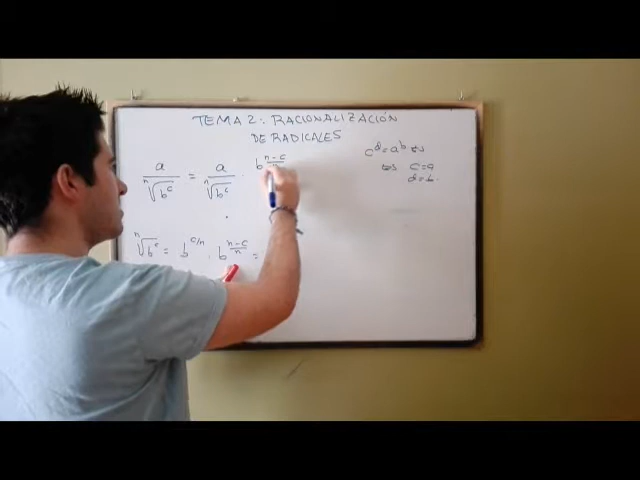 TEMA 2: RACIONALIZACIÓN
DE RADICALES
a/ⁿ√b^c = a/ⁿ√b^c · b^((n-c)/n)
c^d = a^b
c=a
d=b
ⁿ√b^c = b^(c/n) · b^((n-c)/n) =